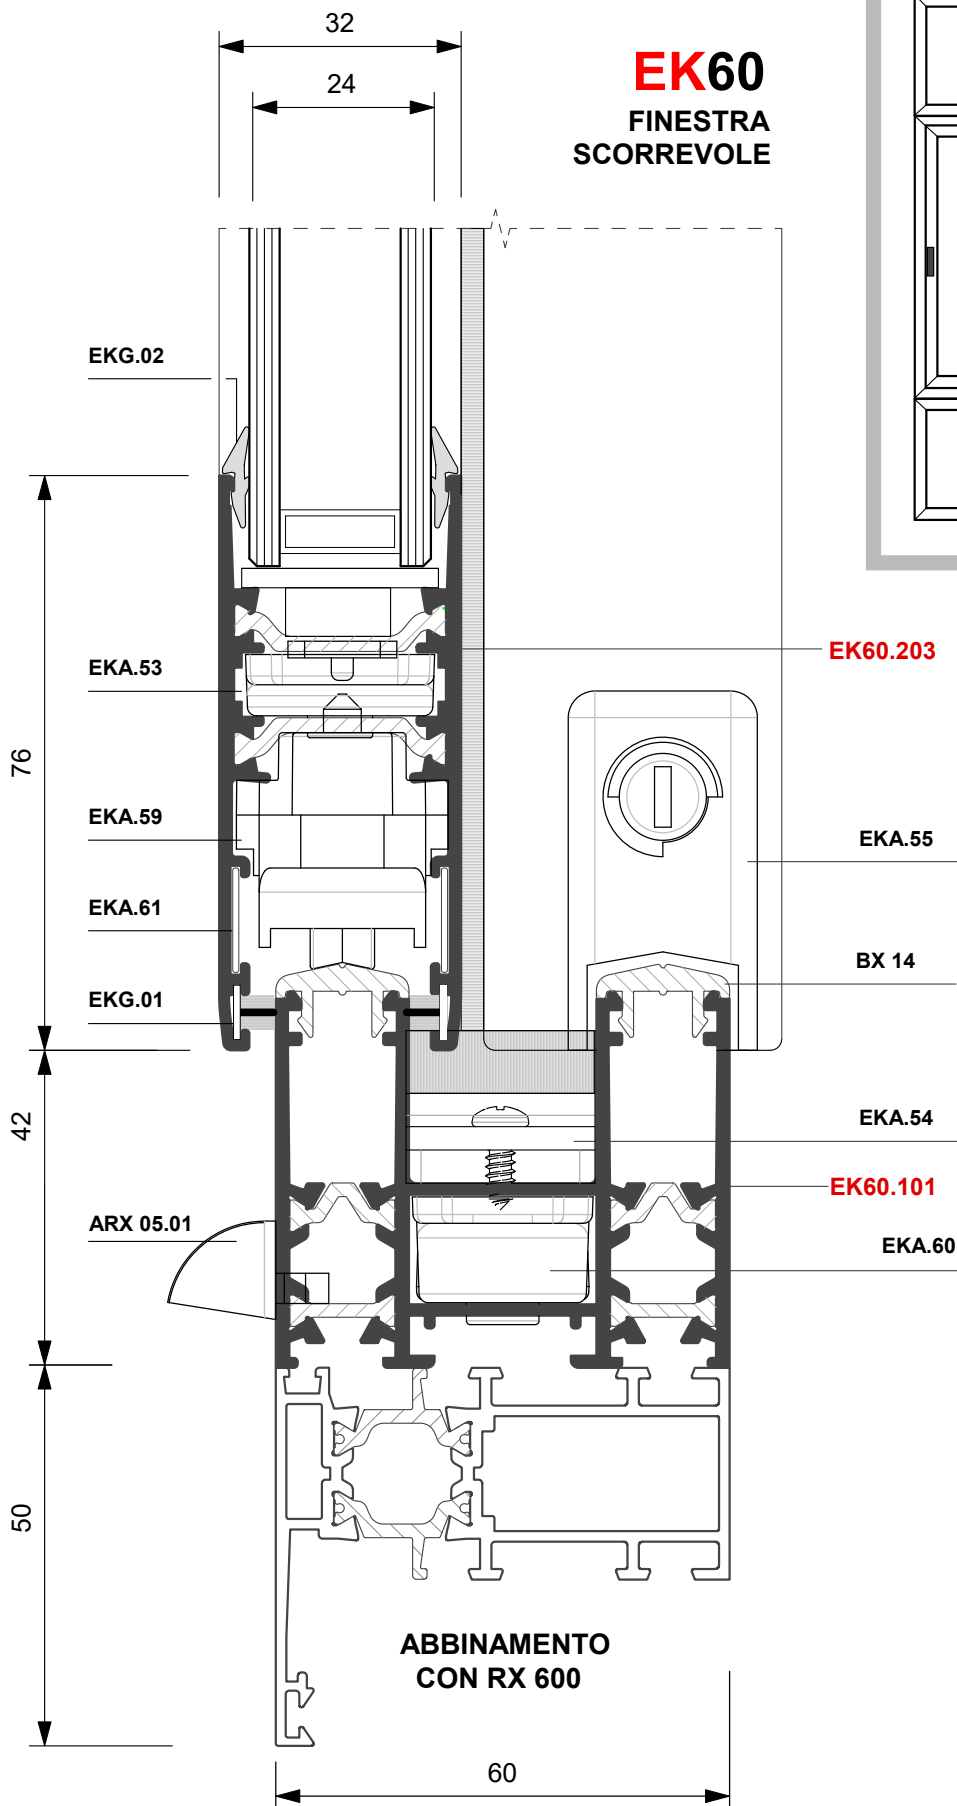 32
24
EK60
FINESTRA
SCORREVOLE
EKG.02
EK60.203
EKA.53
76
EKA.59
EKA.55
EKA.61
BX 14
EKG.01
42
EKA.54
EK60.101
ARX 05.01
EKA.60
50
ABBINAMENTO
CON RX 600
60